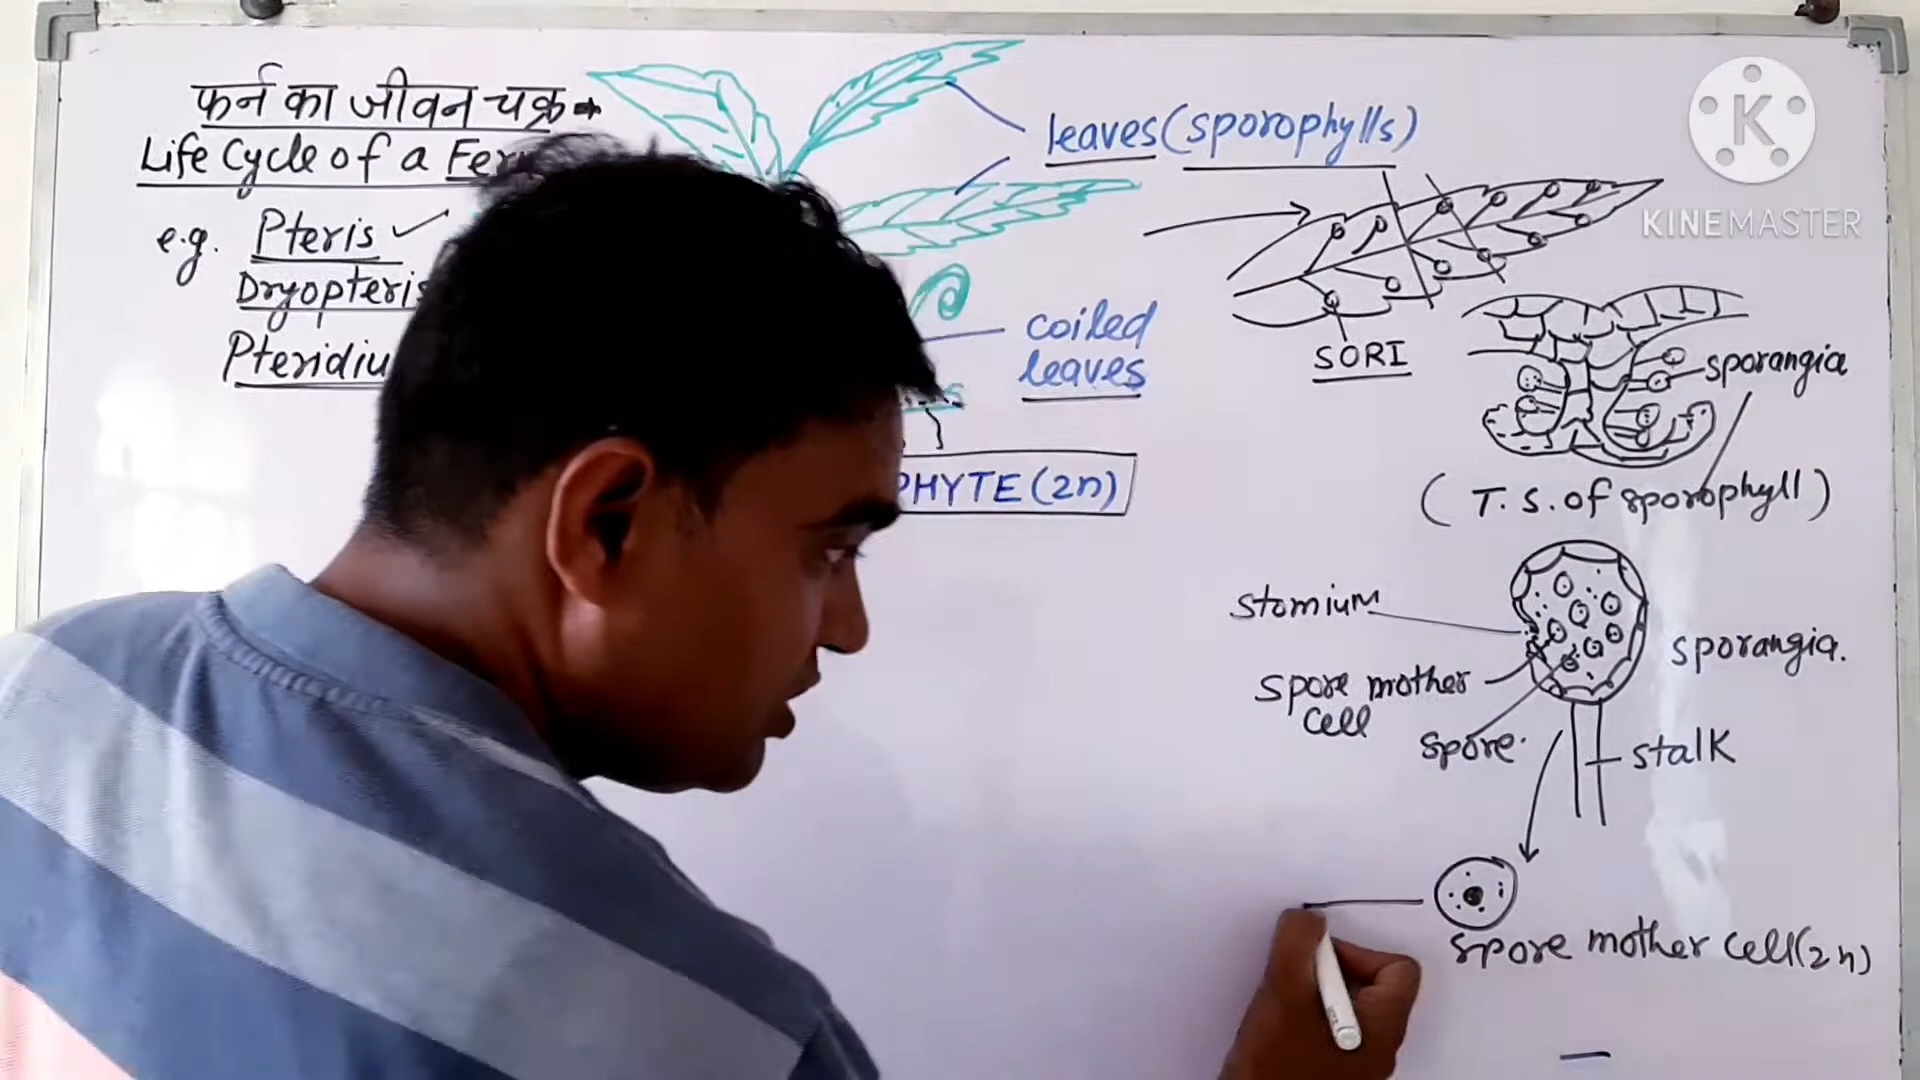 फर्न का जीवन चक्र
Life Cycle of a
e.g. Pteris
Dryopteris
leaves (sporophylls)
coiled
leaves
PHYTE (2n)
SORI
sporangia
( T.S. of sporophyll )
stomium
spore mother
cell
spore
sporangia.
stalk
spore mother cell (2n)
K
KINEMASTER